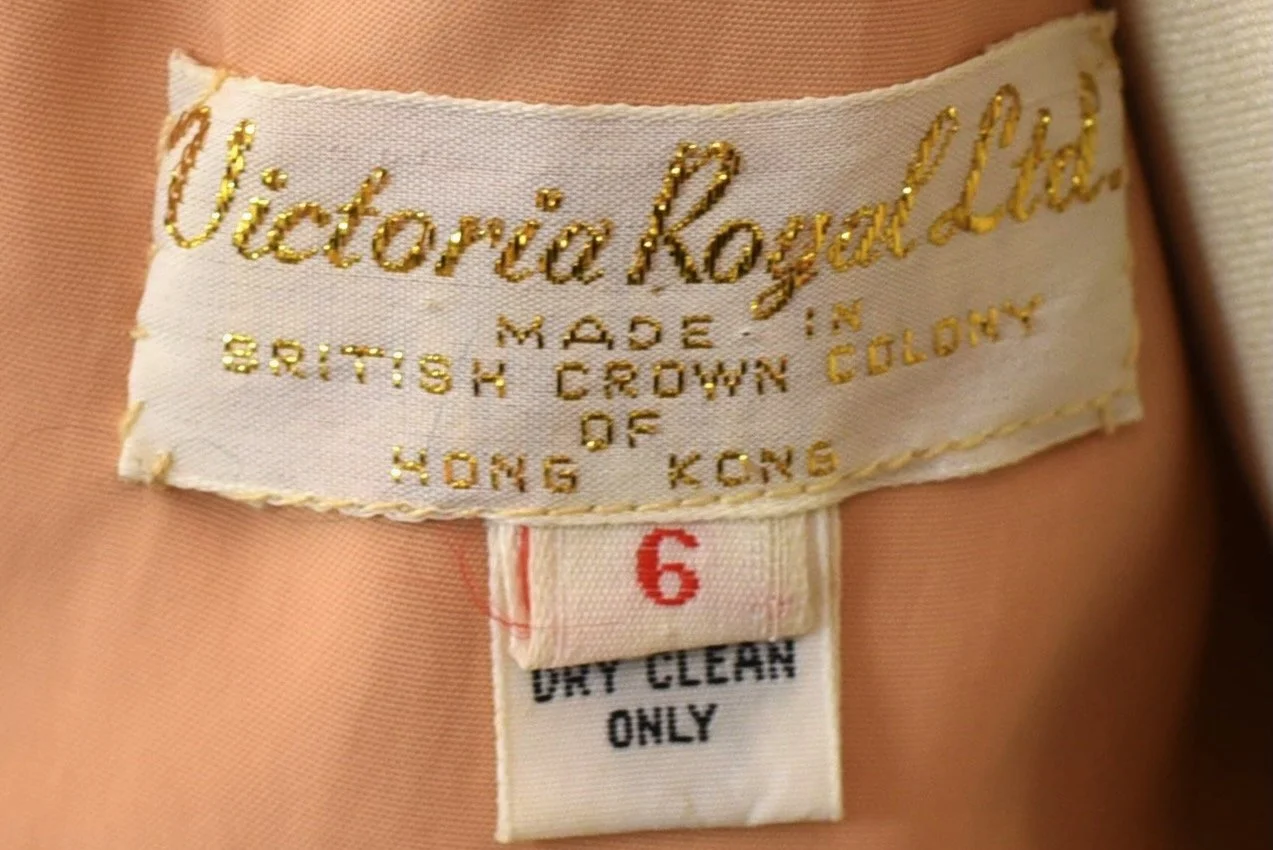 Victoria Royal Ltd.
MADE IN
BRITISH CROWN COLONY
OF
HONG KONG
6
DRY CLEAN
ONLY